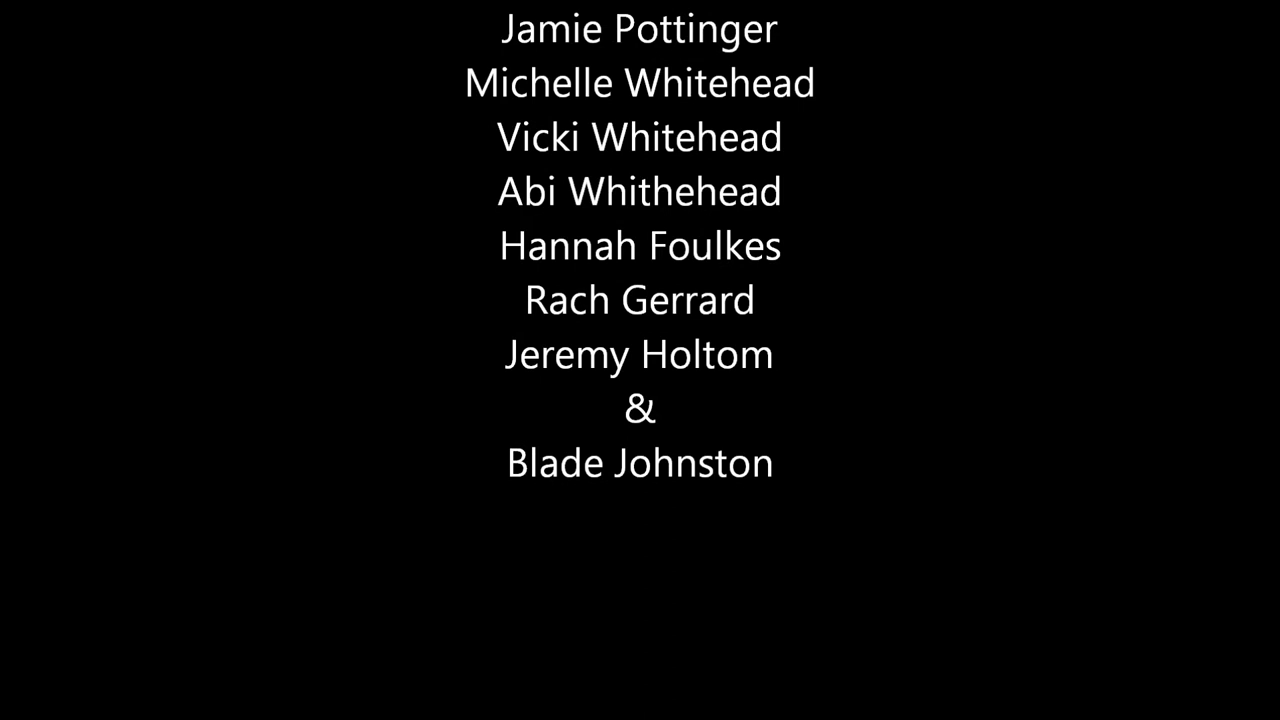 Jamie Pottinger
Michelle Whitehead
Vicki Whitehead
Abi Whithehead
Hannah Foulkes
Rach Gerrard
Jeremy Holtom
&
Blade Johnston